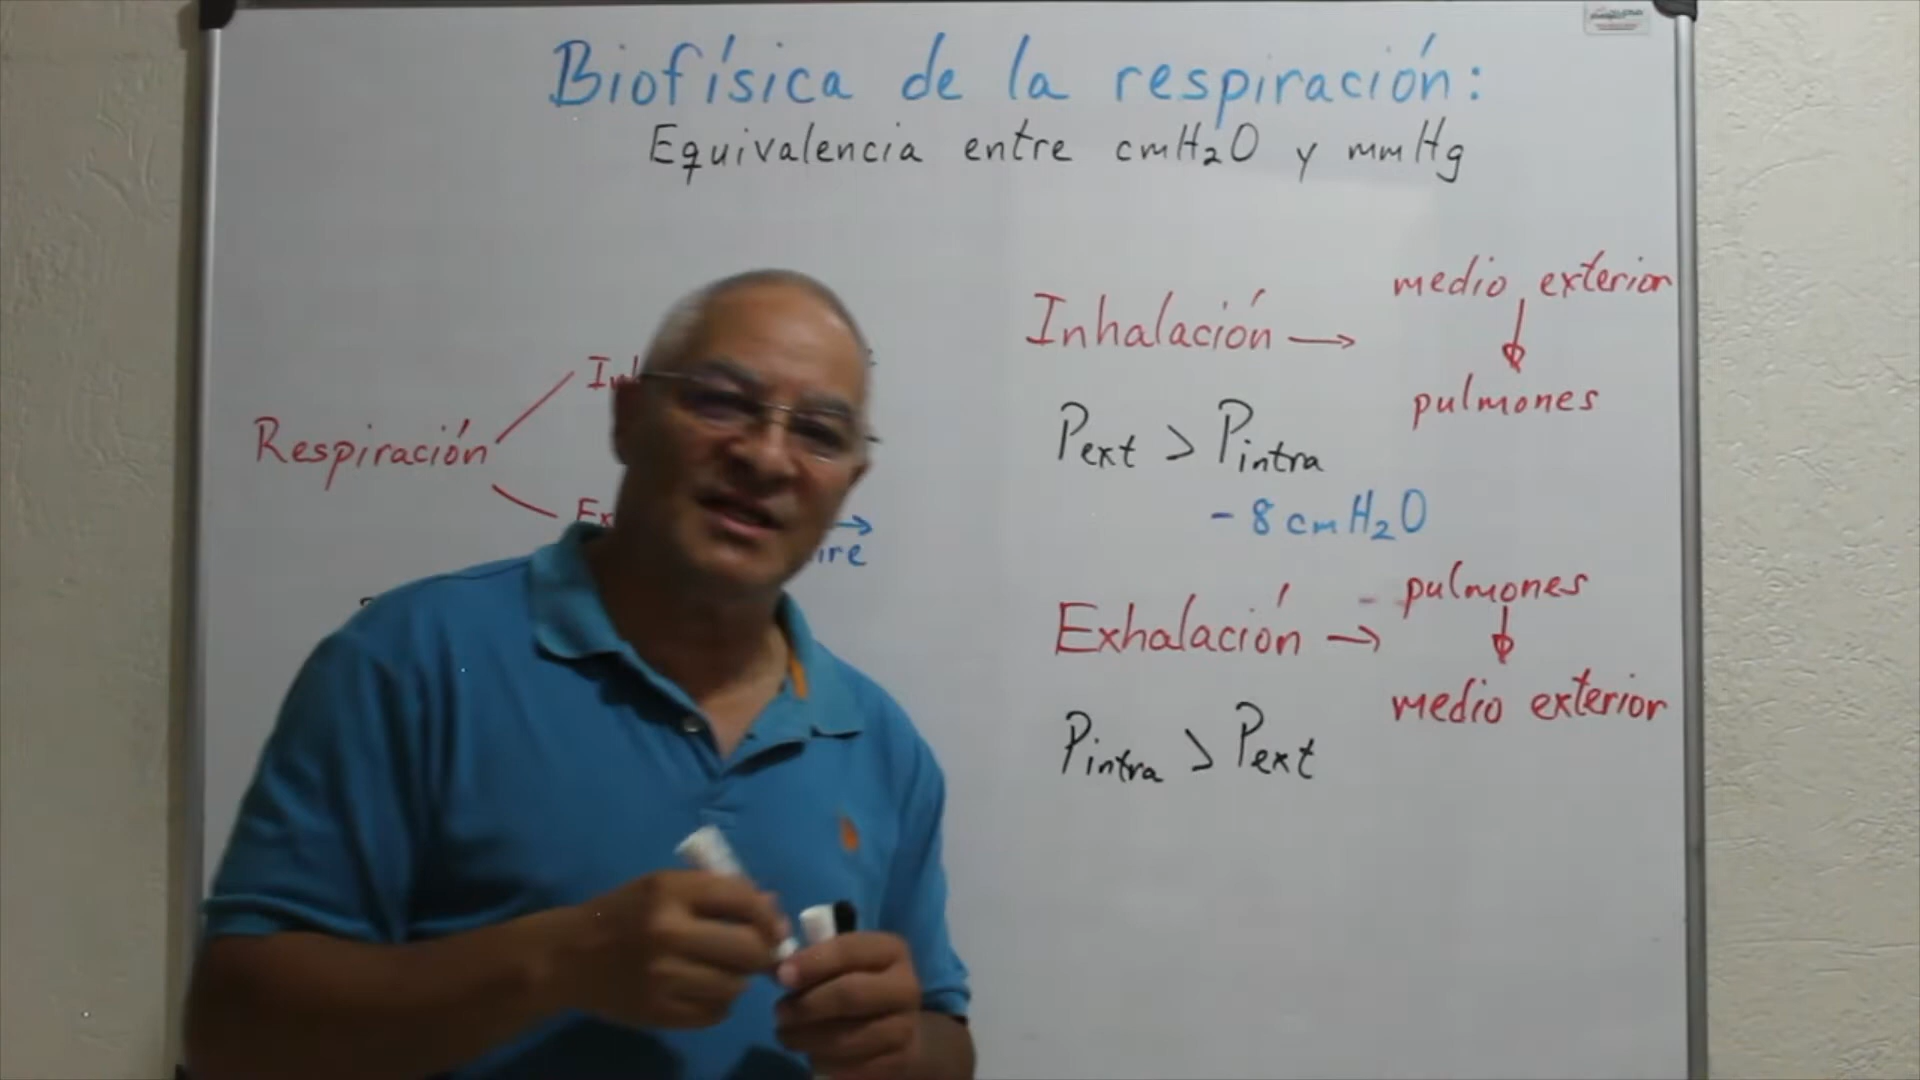 Biofísica de la respiración:
Equivalencia entre cmH₂O y mmHg
Respiración
Inhalación →
medio exterior
pulmones
Pext > Pintra
- 8 cmH₂O
Exhalación →
pulmones
medio exterior
Pintra > Pext